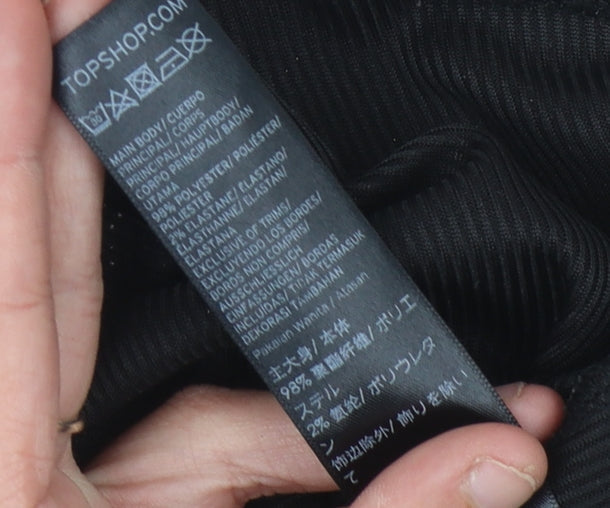 TOPSHOP.COM
MAIN BODY/ CUERPO
PRINCIPAL/ CORPS
PRINCIPAL/ HAUPTBODY/
CORPO PRINCIPAL/ BADAN
UTAMA
98% POLYESTER/ POLIÉSTER/
POLIESTER
2% ELASTANE/ ELASTANO/
ELASTHANNE/ ELASTAN/
ELASTANA
EXCLUSIVE OF TRIMS/
EXCLUYENDO LOS BORDES/
BORDS NON COMPRIS/
AUSSCHLIESSLICH
EINFASSUNGEN/ BORDAS
INCLUÍDAS/ TIDAK TERMASUK
DEKORASI TAMBAHAN
Pakaian Wanita / Atasan
主大身/ 本体
98% 聚酯纤维/ ポリエ
ステル
2% 氨纶/ ポリウレタ
ン
饰边除外/ 飾りを除い
て